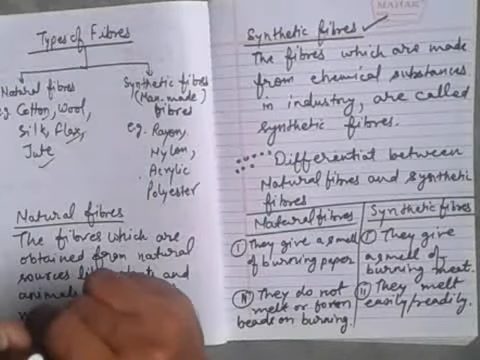 Types of Fibres
Natural fibres
e.g. Cotton, Wool,
Silk, Flax,
Jute
Synthetic fibres
(Man-made)
fibres
e.g. Rayon,
Nylon,
Acrylic
Polyester
Natural fibres
The fibres which are
obtained from natural
sources like and
animals
Synthetic fibres
MAHAK
The fibres which are made
from chemical substances
in industry, are called
synthetic fibres.
Differential between
Natural fibres and synthetic
fibres
Natural fibres
(i) They give a smell
of burning paper
(ii) They do not
melt or form
beads on burning.
Synthetic fibres
(i) They give
a smell of
burning meat.
(ii) They melt
easily/readily.